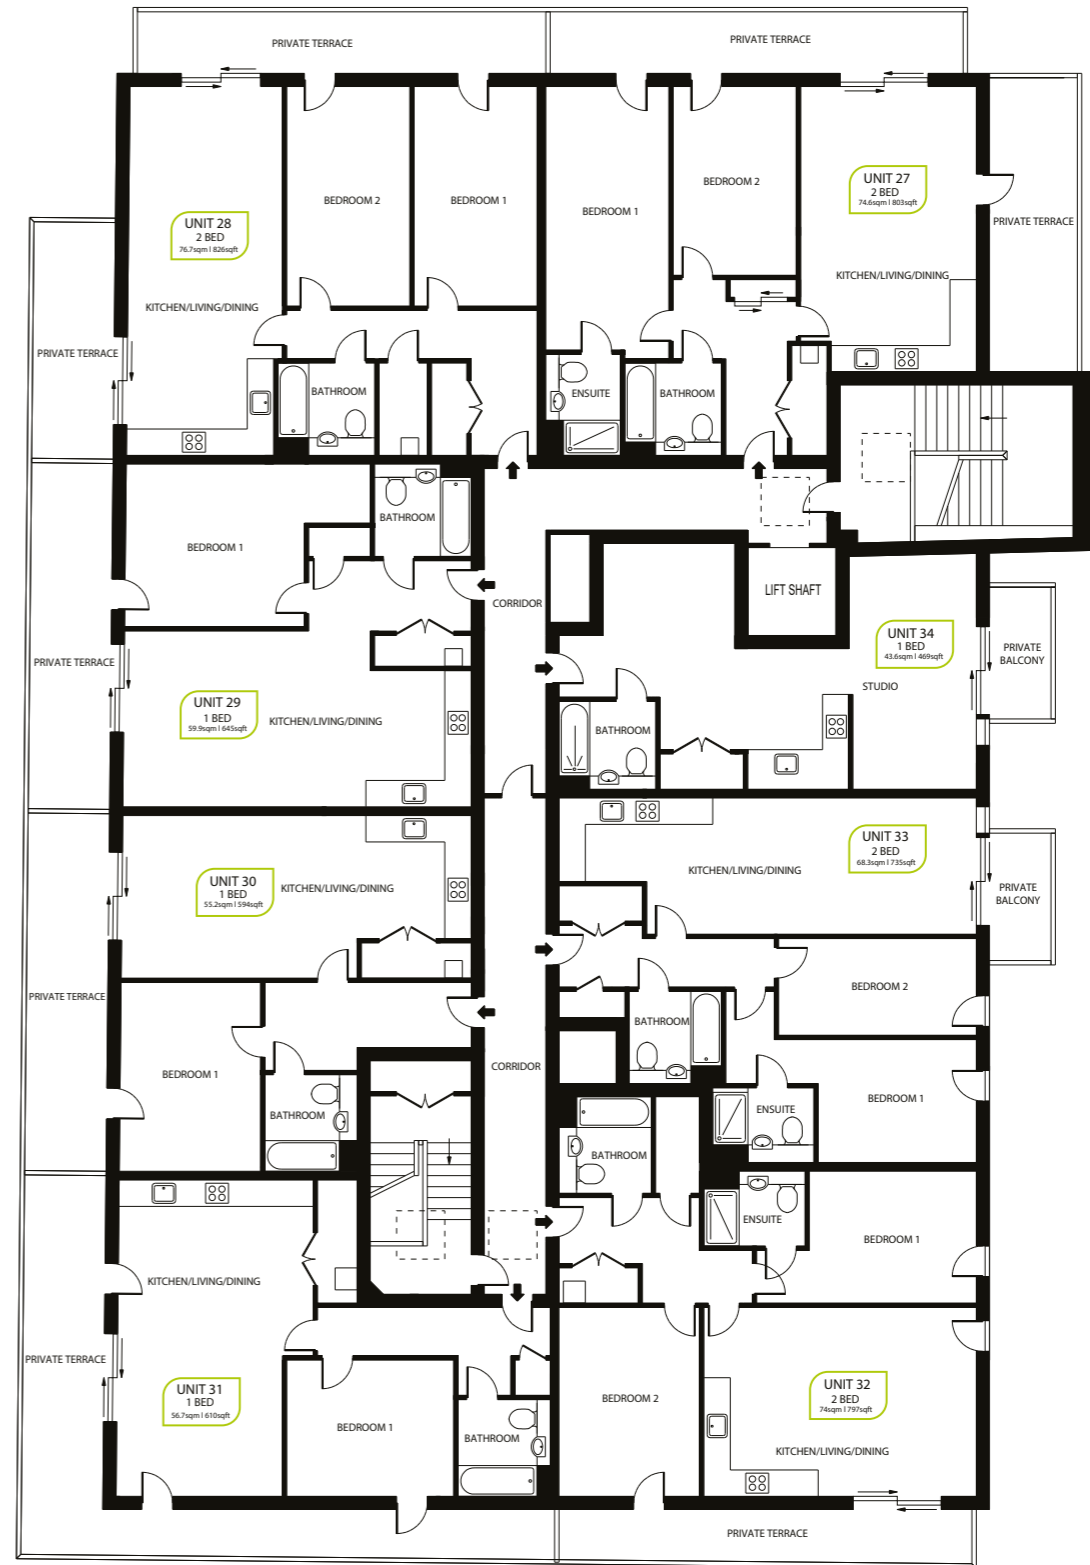 PRIVATE TERRACE
PRIVATE TERRACE
UNIT 28
2 BED
76.7sqm | 826sqft
KITCHEN/LIVING/DINING
BEDROOM 2
BEDROOM 1
BATHROOM
PRIVATE TERRACE
BEDROOM 1
BEDROOM 2
UNIT 27
2 BED
74.6sqm | 803sqft
KITCHEN/LIVING/DINING
PRIVATE TERRACE
ENSUITE
BATHROOM
BEDROOM 1
BATHROOM
CORRIDOR
LIFT SHAFT
PRIVATE TERRACE
UNIT 29
1 BED
59.9sqm | 645sqft
KITCHEN/LIVING/DINING
UNIT 34
1 BED
43.6sqm | 469sqft
STUDIO
PRIVATE
BALCONY
BATHROOM
UNIT 30
1 BED
55.2sqm | 594sqft
KITCHEN/LIVING/DINING
UNIT 33
2 BED
68.3sqm | 735sqft
KITCHEN/LIVING/DINING
PRIVATE
BALCONY
PRIVATE TERRACE
BEDROOM 1
BATHROOM
CORRIDOR
BATHROOM
BEDROOM 2
BEDROOM 1
ENSUITE
BATHROOM
ENSUITE
BEDROOM 1
KITCHEN/LIVING/DINING
PRIVATE TERRACE
UNIT 31
1 BED
56.7sqm | 610sqft
BEDROOM 1
BATHROOM
BEDROOM 2
UNIT 32
2 BED
74sqm | 797sqft
KITCHEN/LIVING/DINING
PRIVATE TERRACE